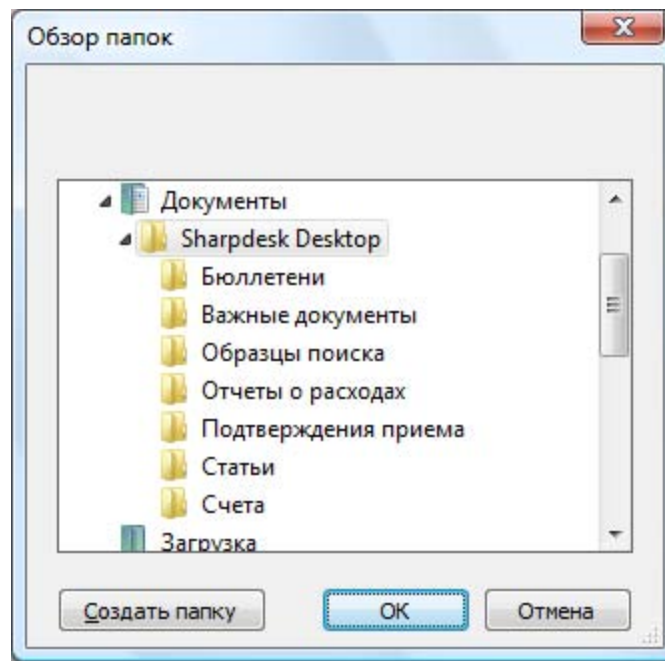 Обзор папок
Документы
Sharpdesk Desktop
Бюллетени
Важные документы
Образцы поиска
Отчеты о расходах
Подтверждения приема
Статьи
Счета
Загрузка
Создать папку
ОК
Отмена